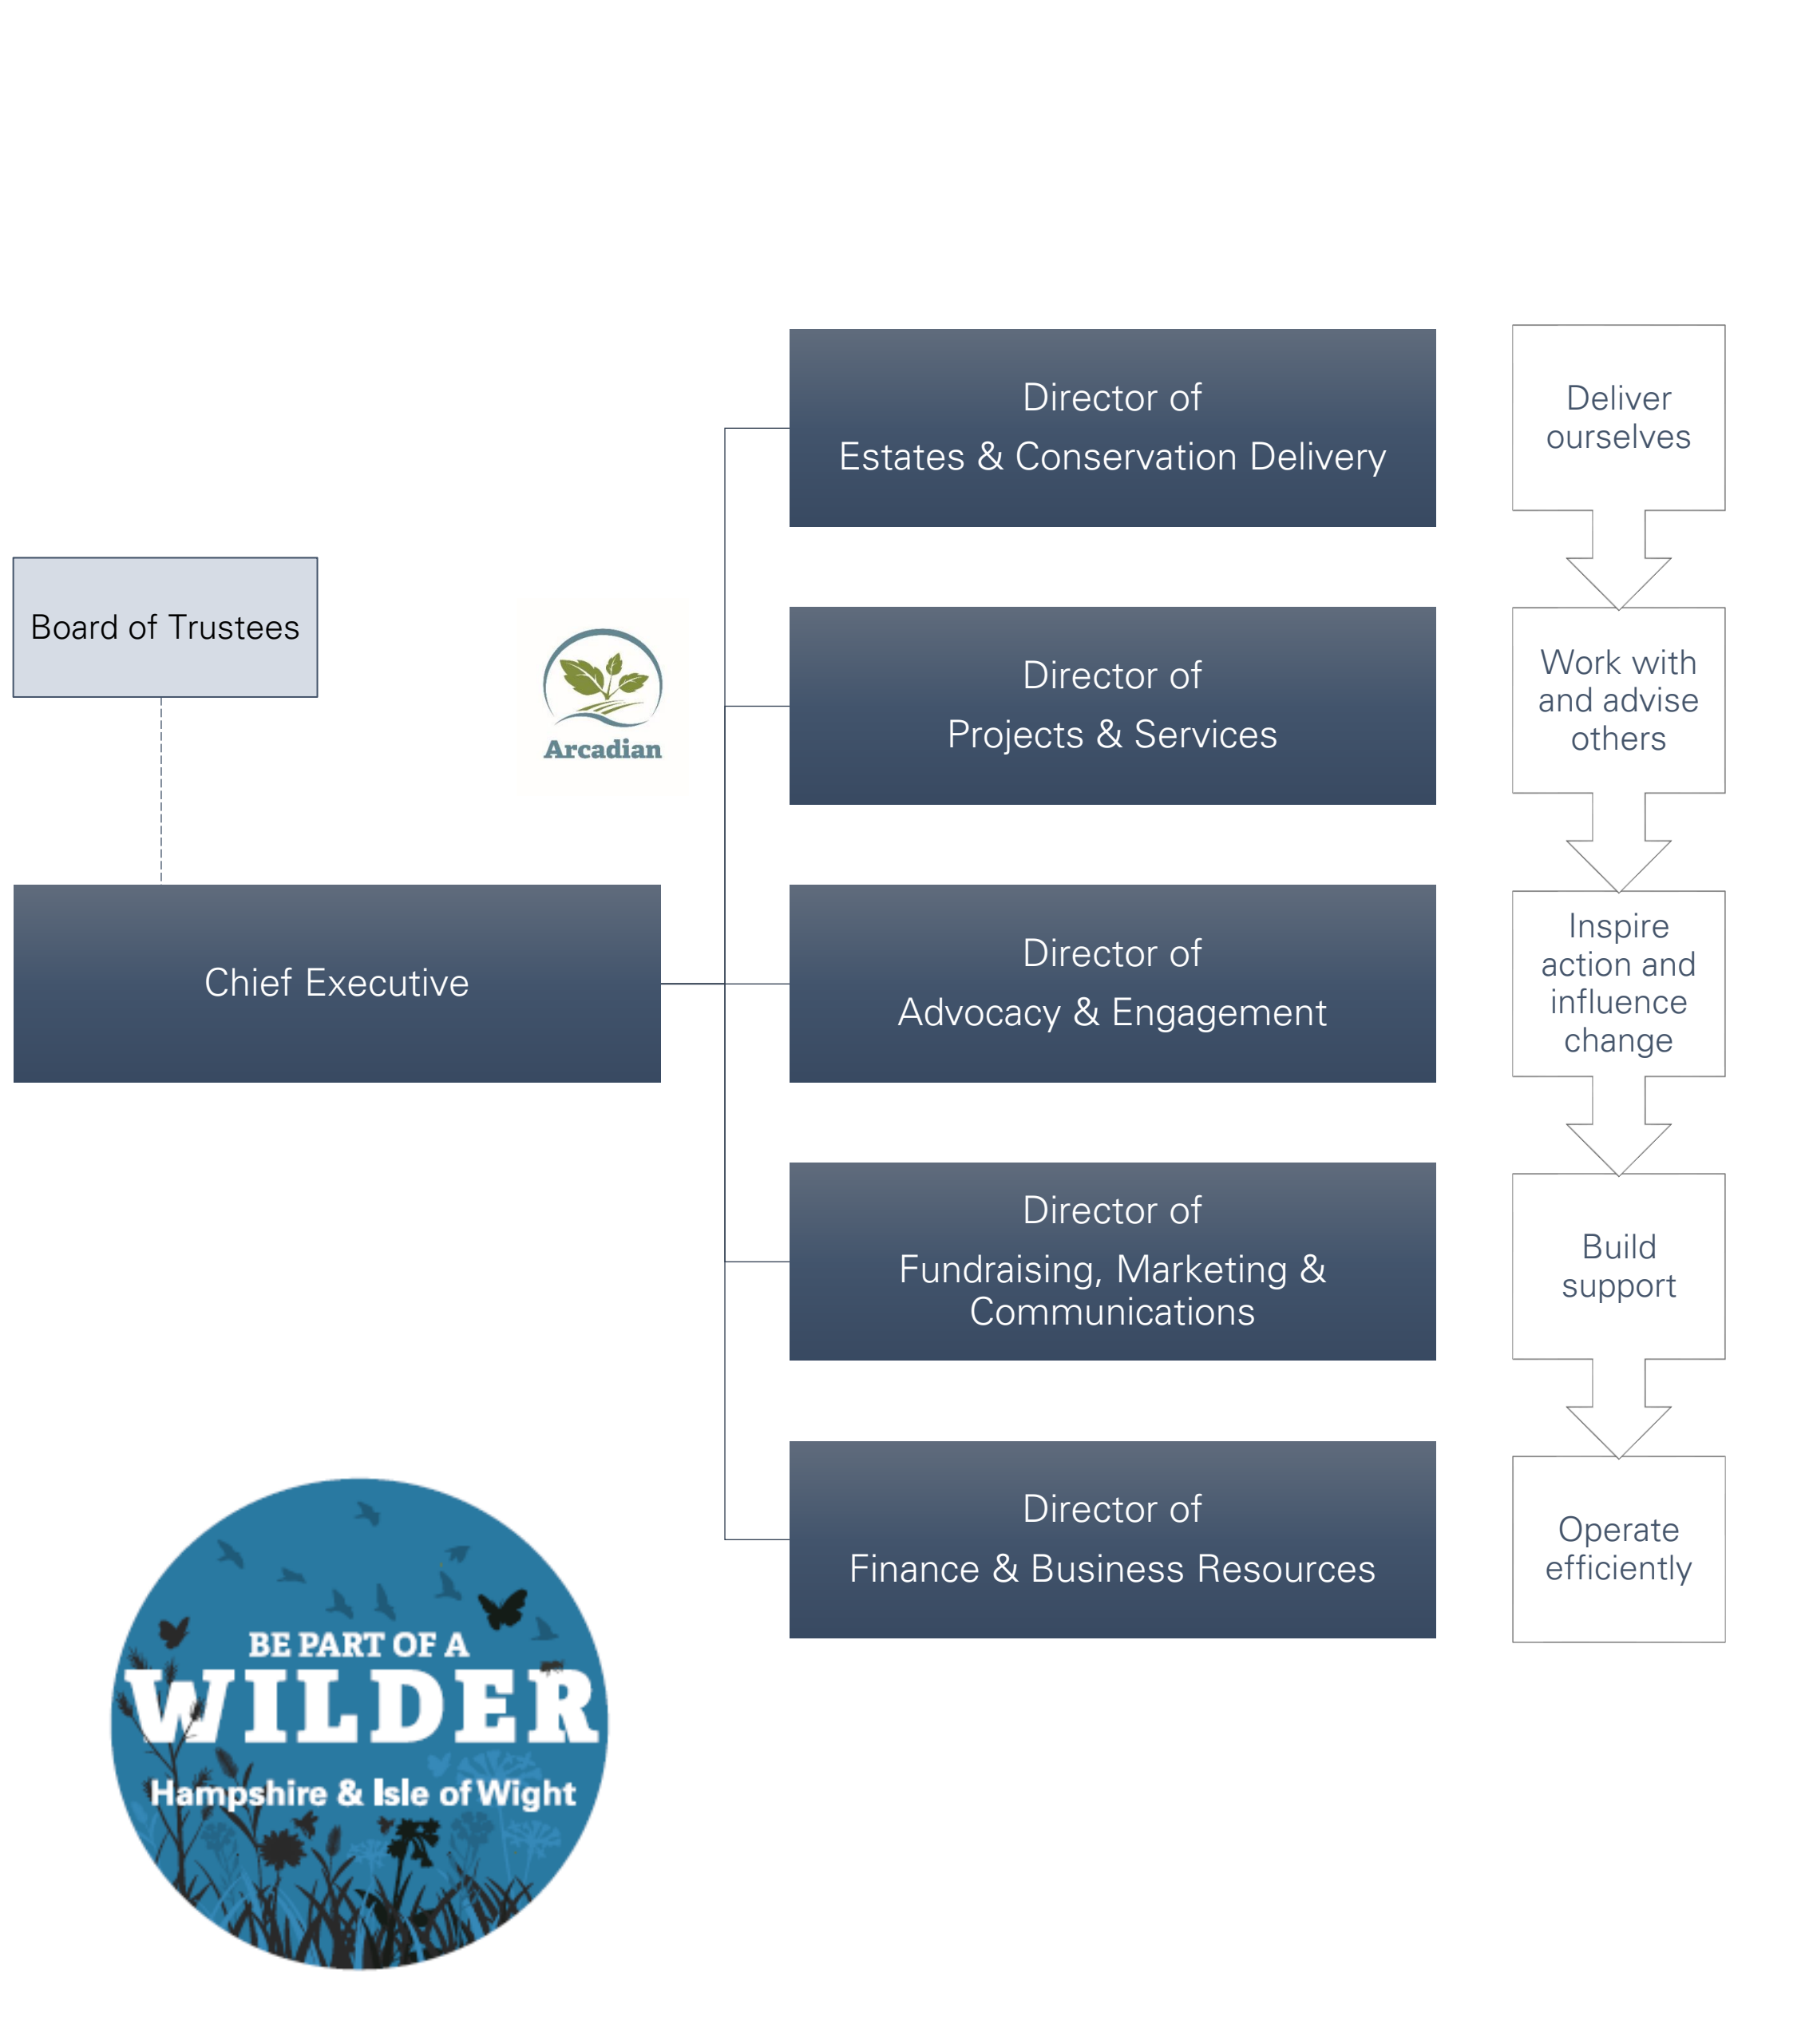 Board of Trustees
Arcadian
Chief Executive
Director of
Estates & Conservation Delivery
Director of
Projects & Services
Director of
Advocacy & Engagement
Director of
Fundraising, Marketing &
Communications
Director of
Finance & Business Resources
Deliver
ourselves
Work with
and advise
others
Inspire
action and
influence
change
Build
support
Operate
efficiently
BE PART OF A
WILDER
Hampshire & Isle of Wight